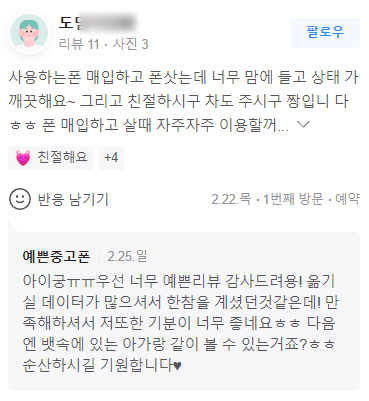 도담
리뷰 11 · 사진 3
팔로우
사용하는폰 매입하고 폰삿는데 너무 맘에 들고 상태 가
깨끗해요~ 그리고 친절하시구 차도 주시구 짱입니 다
ㅎㅎ 폰 매입하고 살때 자주자주 이용할꺼...
친절해요
+4
반응 남기기
2.22.목 · 1번째 방문 · 예약
예쁜중고폰
2.25.일
아이궁ㅠㅠ우선 너무 예쁜리뷰 감사드려용! 옮기
실 데이터가 많으셔서 한참을 계셨던것같은데! 만
족해하셔서 저또한 기분이 너무 좋네요ㅎㅎ 다음
엔 뱃속에 있는 아가랑 같이 볼 수 있는거죠?ㅎㅎ
순산하시길 기원합니다♥